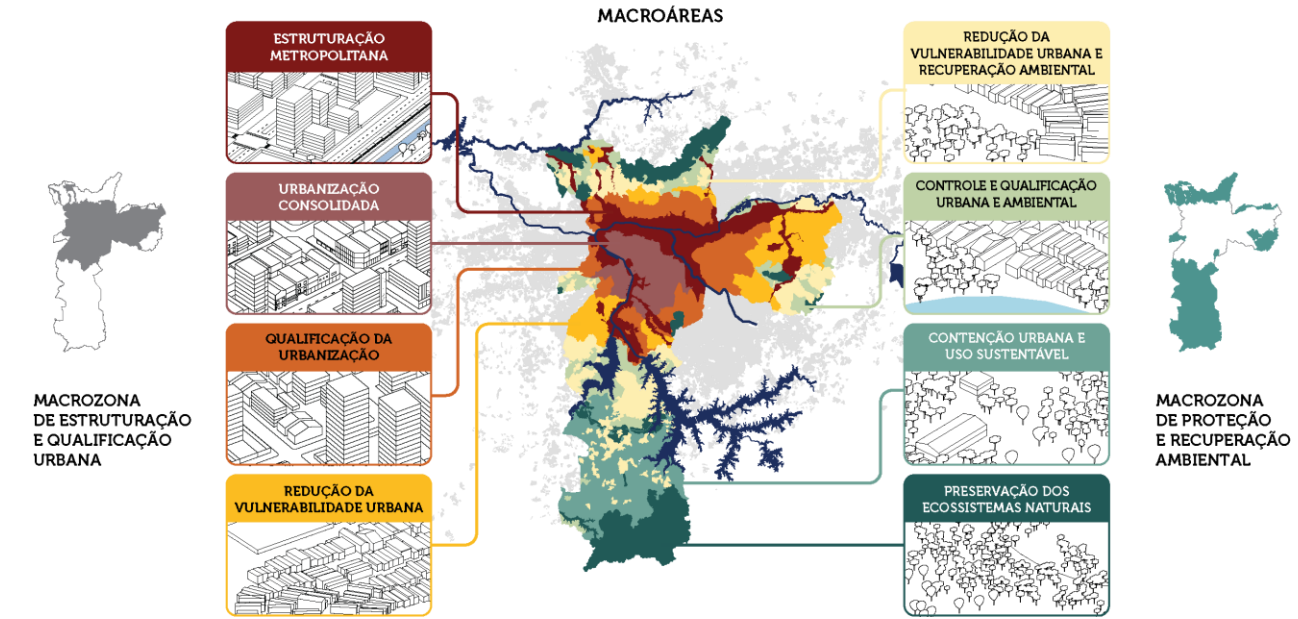 MACROÁREAS
ESTRUTURAÇÃO
METROPOLITANA
URBANIZAÇÃO
CONSOLIDADA
QUALIFICAÇÃO DA
URBANIZAÇÃO
REDUÇÃO DA
VULNERABILIDADE URBANA
REDUÇÃO DA
VULNERABILIDADE URBANA E
RECUPERAÇÃO AMBIENTAL
CONTROLE E QUALIFICAÇÃO
URBANA E AMBIENTAL
CONTENÇÃO URBANA E
USO SUSTENTÁVEL
PRESERVAÇÃO DOS
ECOSSISTEMAS NATURAIS
MACROZONA
DE ESTRUTURAÇÃO
E QUALIFICAÇÃO
URBANA
MACROZONA
DE PROTEÇÃO
E RECUPERAÇÃO
AMBIENTAL